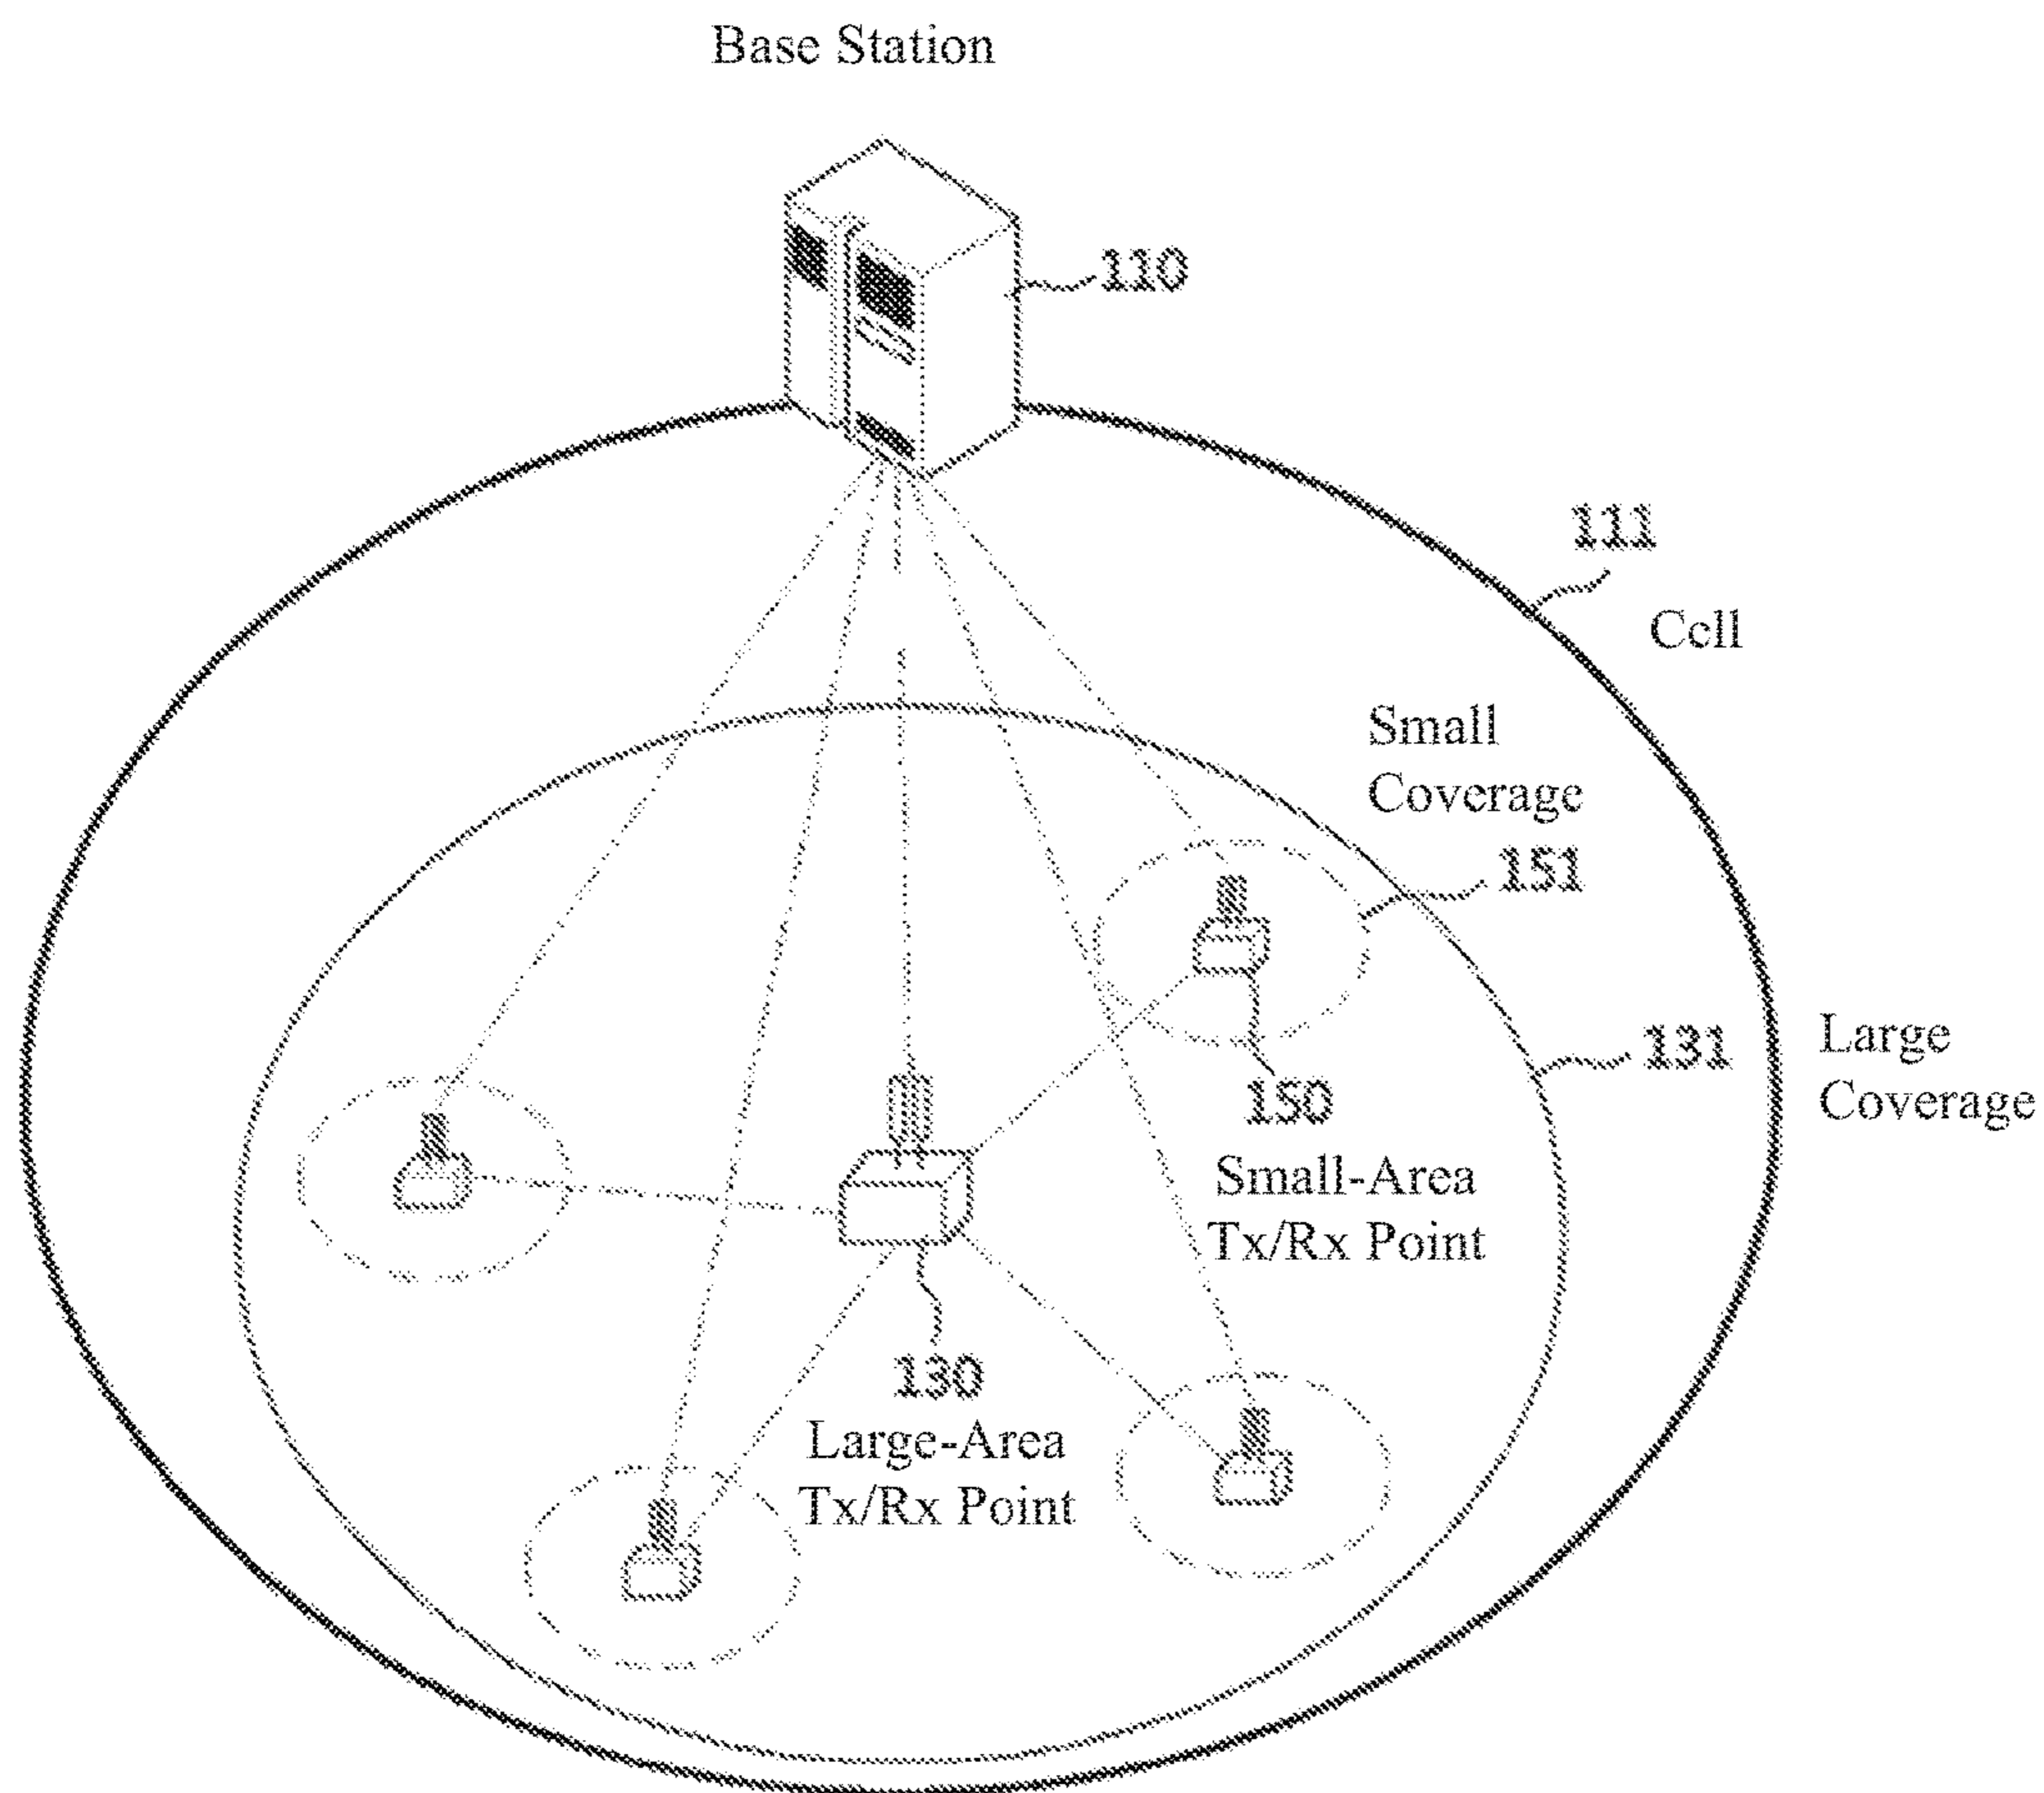 Base Station
110
111
Cell
Small
Coverage
151
131
Large
Coverage
150
Small-Area
Tx/Rx Point
130
Large-Area
Tx/Rx Point